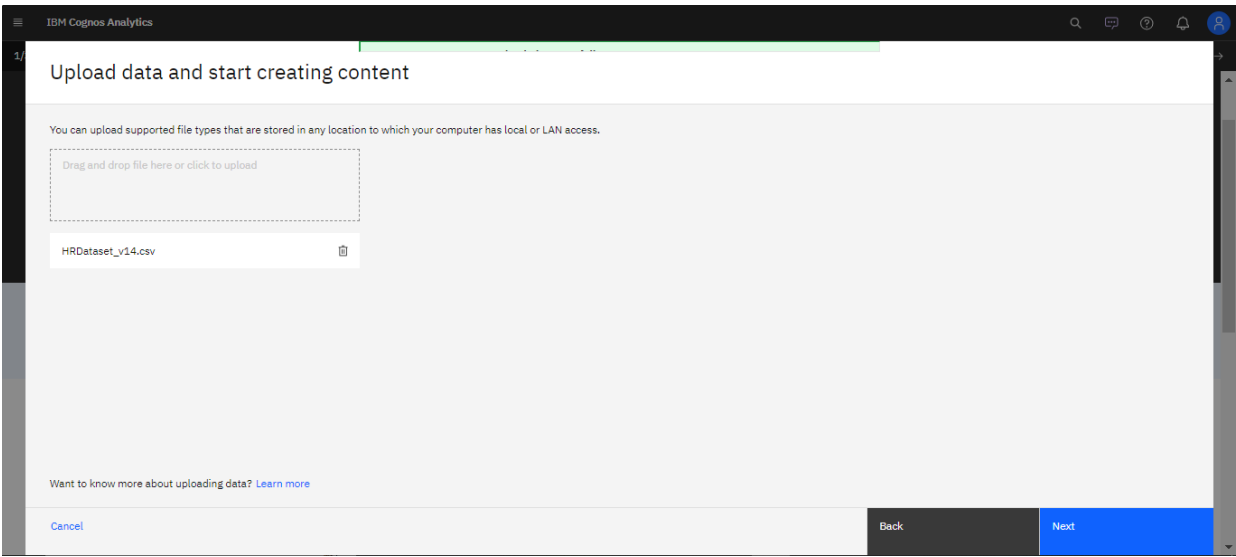 IBM Cognos Analytics
1/
Upload data and start creating content
You can upload supported file types that are stored in any location to which your computer has local or LAN access.
Drag and drop file here or click to upload
HRDataset_v14.csv
Want to know more about uploading data? Learn more
Cancel
Back
Next